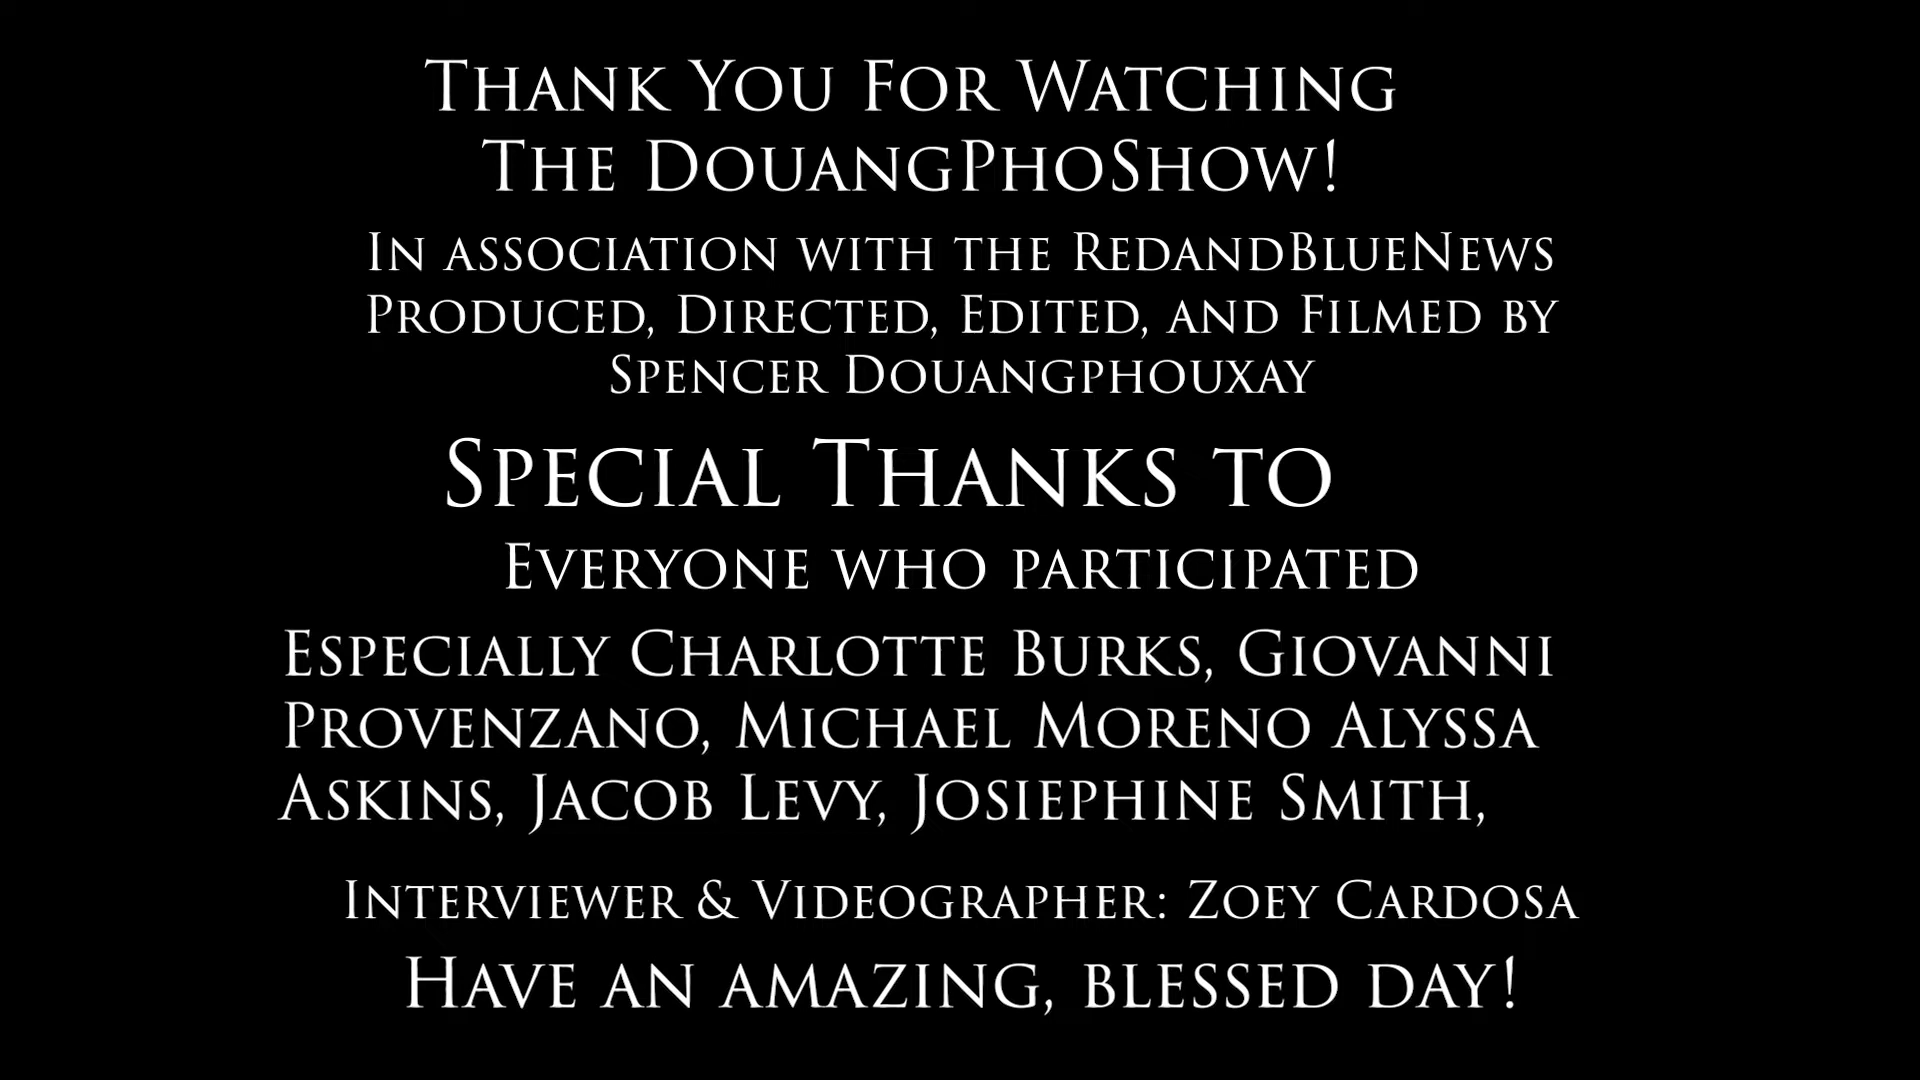 Thank You For Watching
The DouangPhoShow!
In association with the RedandBlueNews
Produced, Directed, Edited, and Filmed by
Spencer Douangphouxay
Special Thanks to
Everyone who participated
Especially Charlotte Burks, Giovanni
Provenzano, Michael Moreno Alyssa
Askins, Jacob Levy, Josiephine Smith,
Interviewer & Videographer: Zoey Cardosa
Have an amazing, blessed day!